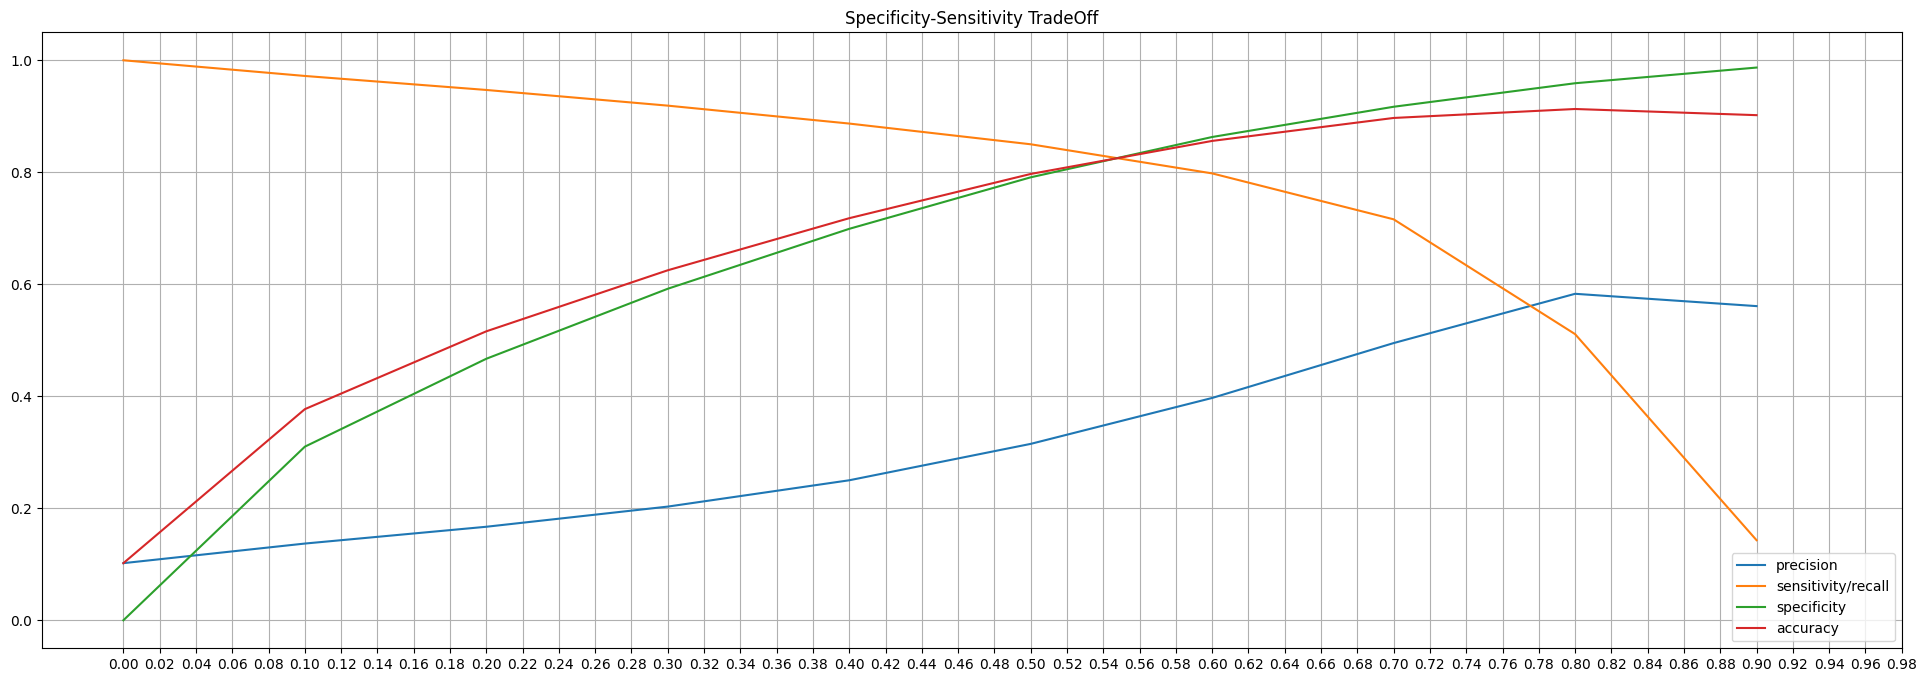 Specificity-Sensitivity TradeOff
1.0
0.8
0.6
0.4
0.2
0.0
precision
sensitivity/recall
specificity
accuracy
0.00 0.02 0.04 0.06 0.08 0.10 0.12 0.14 0.16 0.18 0.20 0.22 0.24 0.26 0.28 0.30 0.32 0.34 0.36 0.38 0.40 0.42 0.44 0.46 0.48 0.50 0.52 0.54 0.56 0.58 0.60 0.62 0.64 0.66 0.68 0.70 0.72 0.74 0.76 0.78 0.80 0.82 0.84 0.86 0.88 0.90 0.92 0.94 0.96 0.98